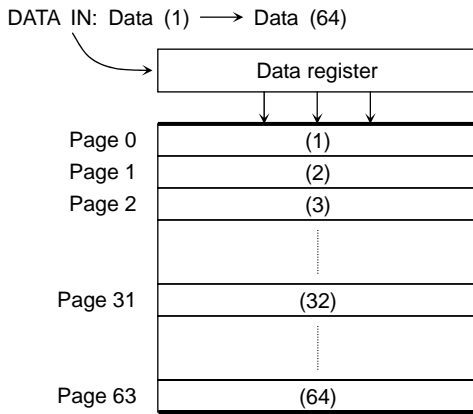 DATA IN: Data (1) → Data (64)
Data register
Page 0 (1)
Page 1 (2)
Page 2 (3)
Page 31 (32)
Page 63 (64)